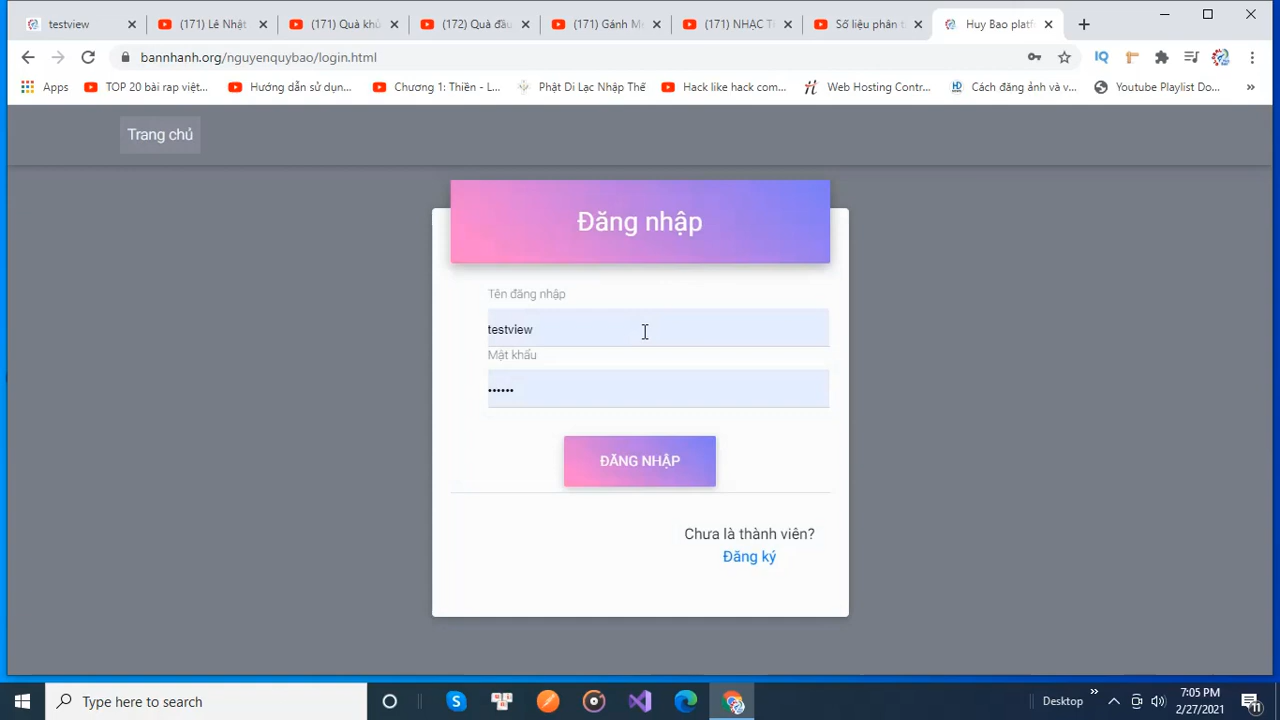 testview
(171) Lê Nhật
(171) Quà khủ
(172) Quà đầu
(171) Gánh Mẹ
(171) NHẠC T
Số liệu phân t
Huy Bao platf
bannhanh.org/nguyenquybao/login.html
Apps
TOP 20 bài rap việt...
Hướng dẫn sử dụn...
Chương 1: Thiên - L...
Phật Di Lạc Nhập Thế
Hack like hack com...
Web Hosting Contr...
Cách đăng ảnh và v...
Youtube Playlist Do...
»
Trang chủ
Đăng nhập
Tên đăng nhập
testview
Mật khẩu
••••••
ĐĂNG NHẬP
Chưa là thành viên?
Đăng ký
Type here to search
Desktop
7:05 PM
2/27/2021